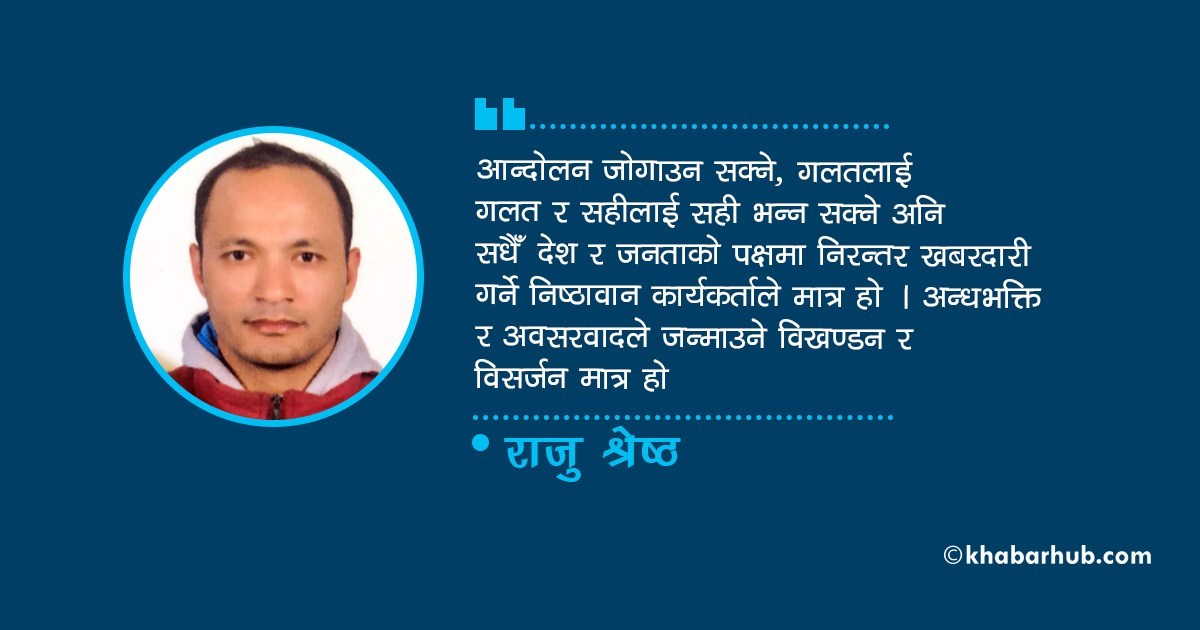 आन्दोलन जोगाउन सक्ने, गलतलाई
गलत र सहीलाई सही भन्न सक्ने अनि
सधैँ देश र जनताको पक्षमा निरन्तर खबरदारी
गर्ने निष्ठावान कार्यकर्ताले मात्र हो । अन्धभक्ति
र अवसरवादले जन्माउने विखण्डन र
विसर्जन मात्र हो
• राजु श्रेष्ठ
©khabarhub.com